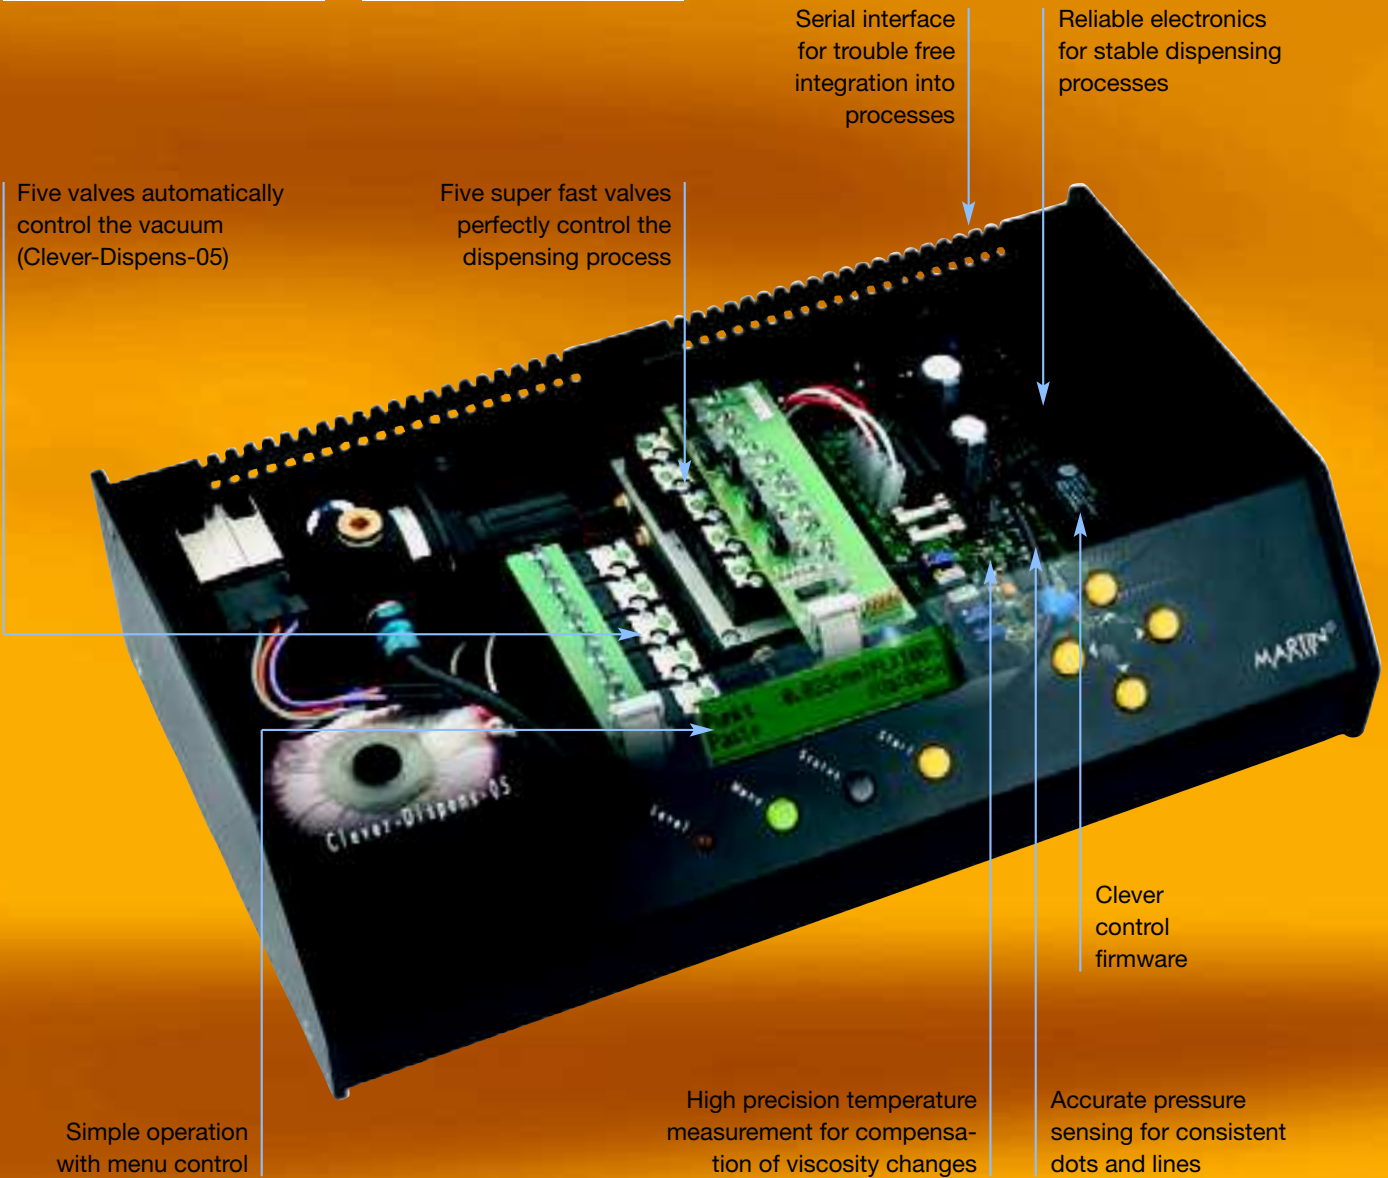 Serial interface
for trouble free
integration into
processes
Reliable electronics
for stable dispensing
processes
Five valves automatically
control the vacuum
(Clever-Dispens-05)
Five super fast valves
perfectly control the
dispensing process
MARTIN®
Start
Status
Menu
Level
Clever-Dispens-05
Clever
control
firmware
Simple operation
with menu control
High precision temperature
measurement for compensa-
tion of viscosity changes
Accurate pressure
sensing for consistent
dots and lines